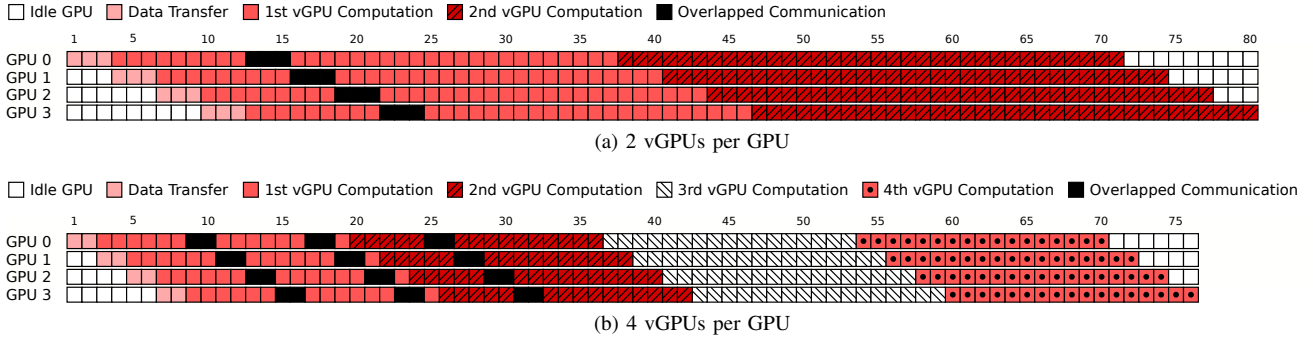 Idle GPU Data Transfer 1st vGPU Computation 2nd vGPU Computation Overlapped Communication
1 5 10 15 20 25 30 35 40 45 50 55 60 65 70 75 80
GPU 0
GPU 1
GPU 2
GPU 3
(a) 2 vGPUs per GPU
Idle GPU Data Transfer 1st vGPU Computation 2nd vGPU Computation 3rd vGPU Computation 4th vGPU Computation Overlapped Communication
1 5 10 15 20 25 30 35 40 45 50 55 60 65 70 75
GPU 0
GPU 1
GPU 2
GPU 3
(b) 4 vGPUs per GPU